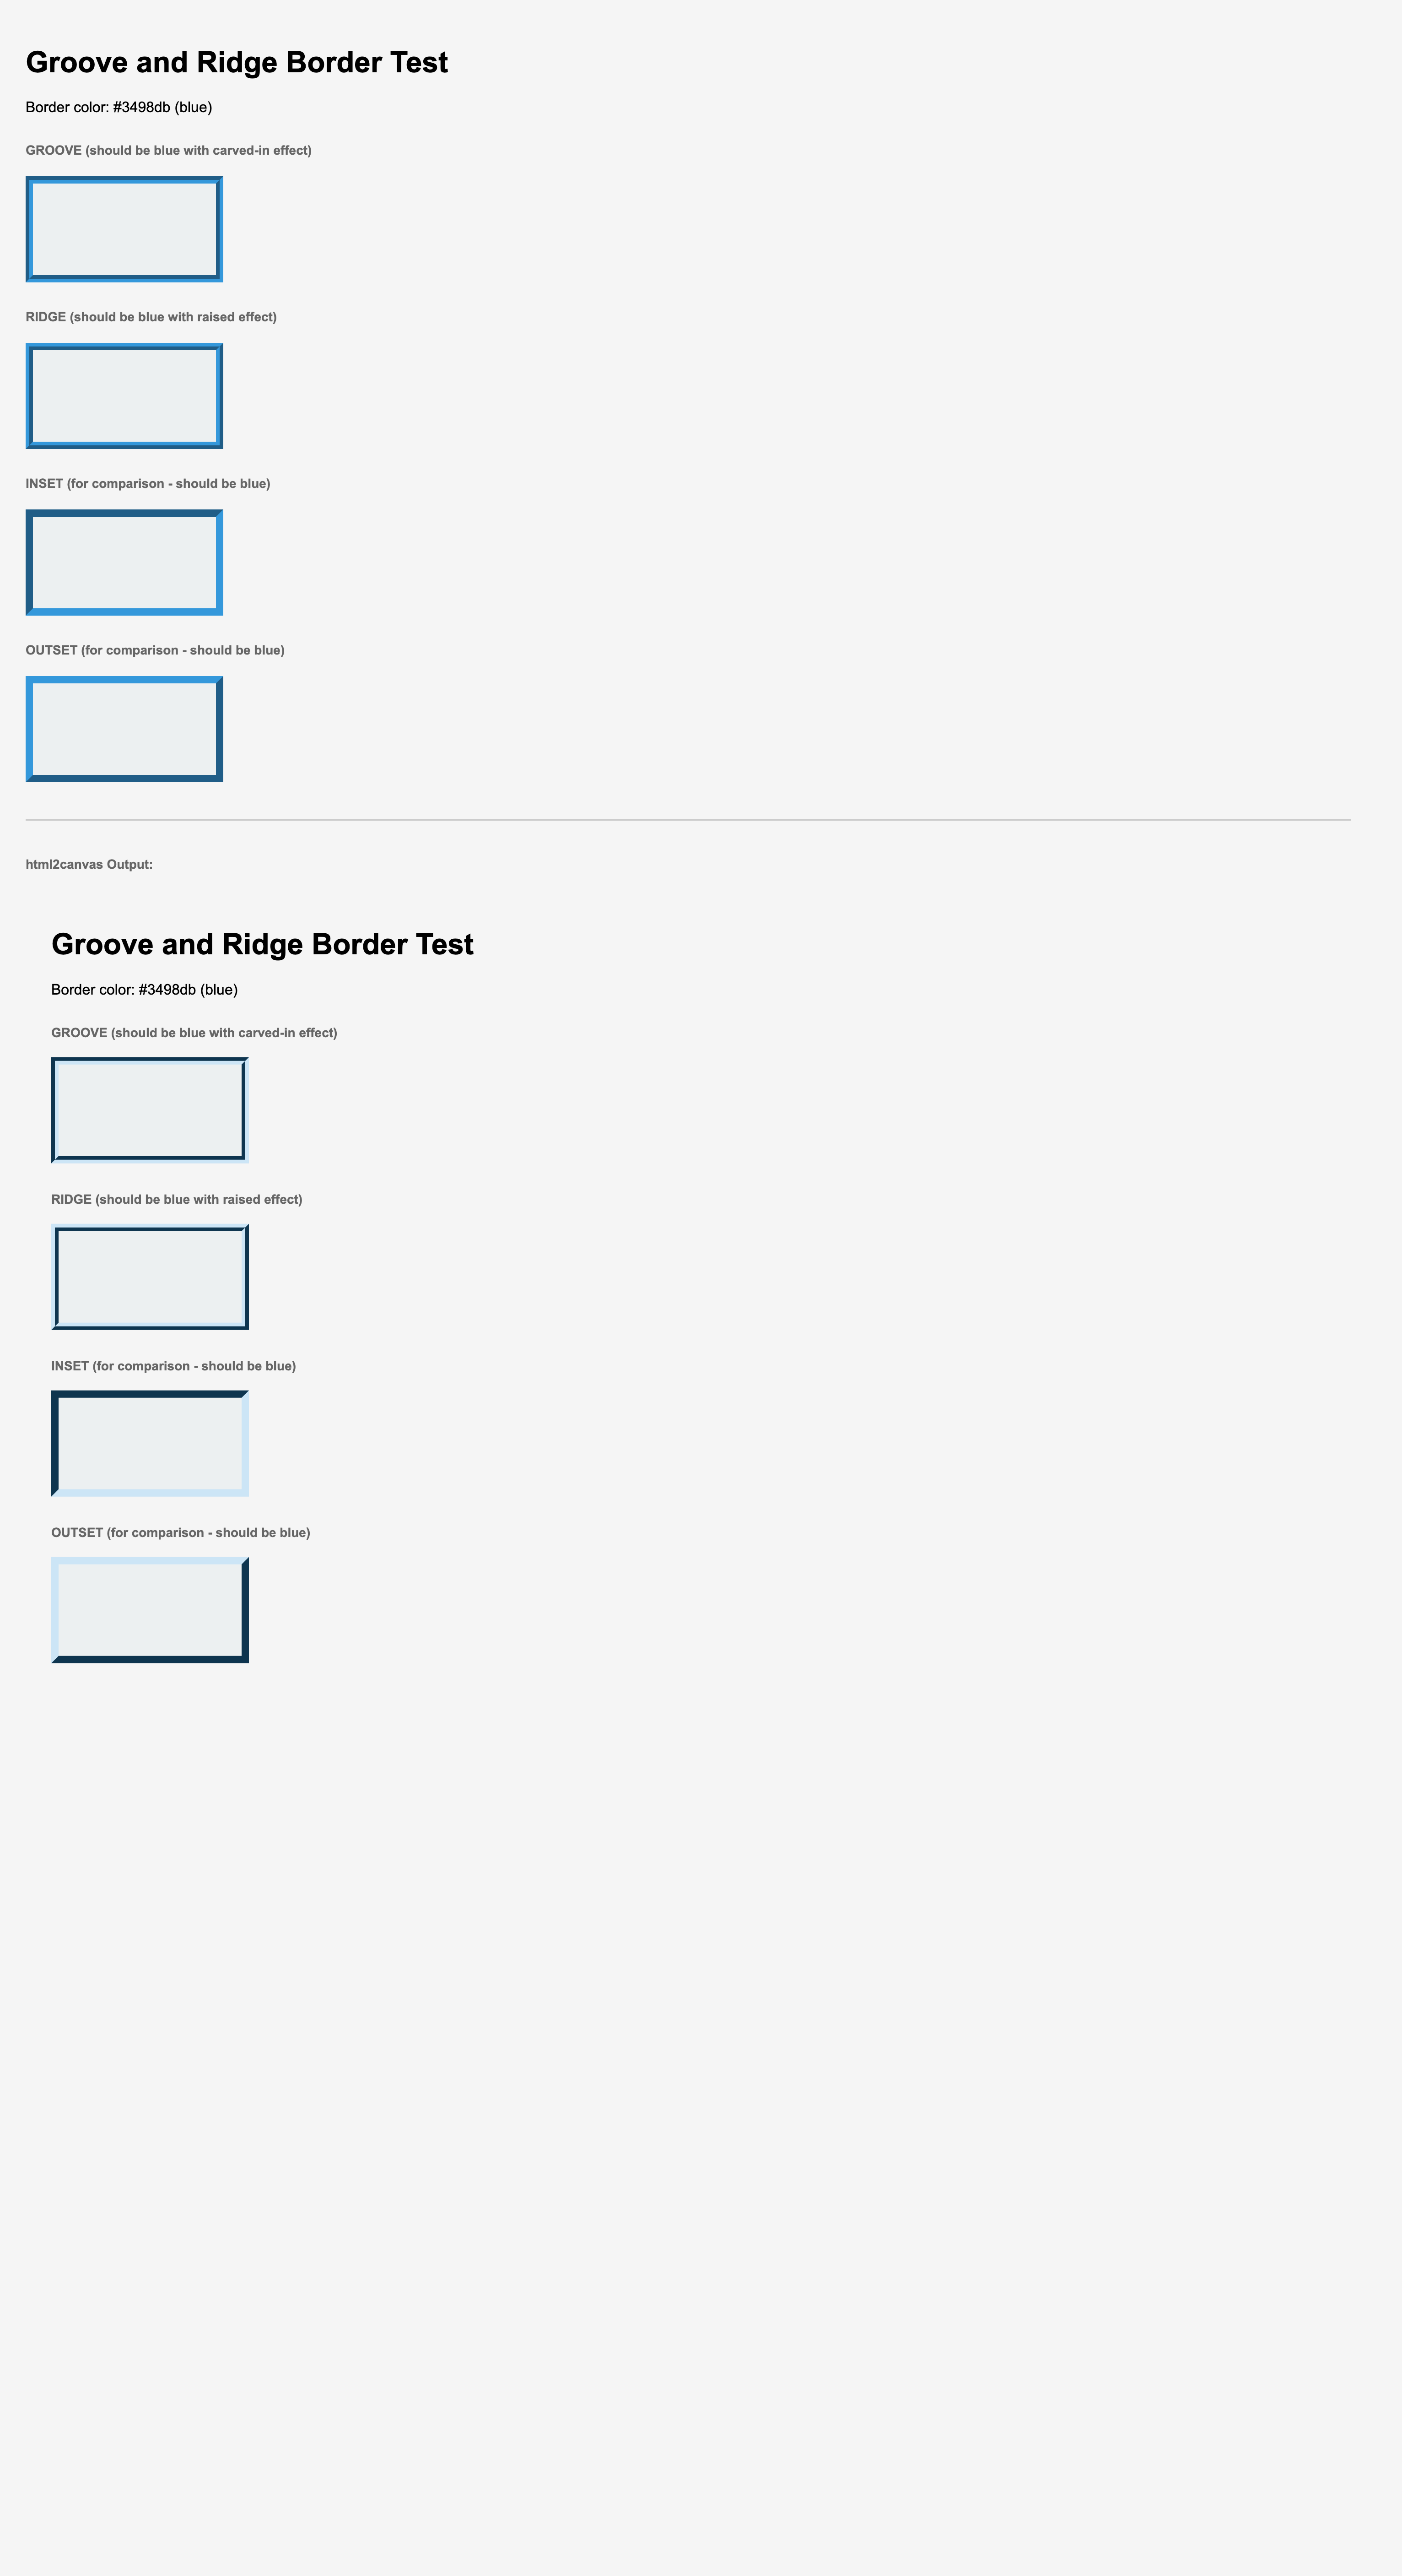 Groove and Ridge Border Test
Border color: #3498db (blue)
GROOVE (should be blue with carved-in effect)
RIDGE (should be blue with raised effect)
INSET (for comparison - should be blue)
OUTSET (for comparison - should be blue)
html2canvas Output:
Groove and Ridge Border Test
Border color: #3498db (blue)
GROOVE (should be blue with carved-in effect)
RIDGE (should be blue with raised effect)
INSET (for comparison - should be blue)
OUTSET (for comparison - should be blue)